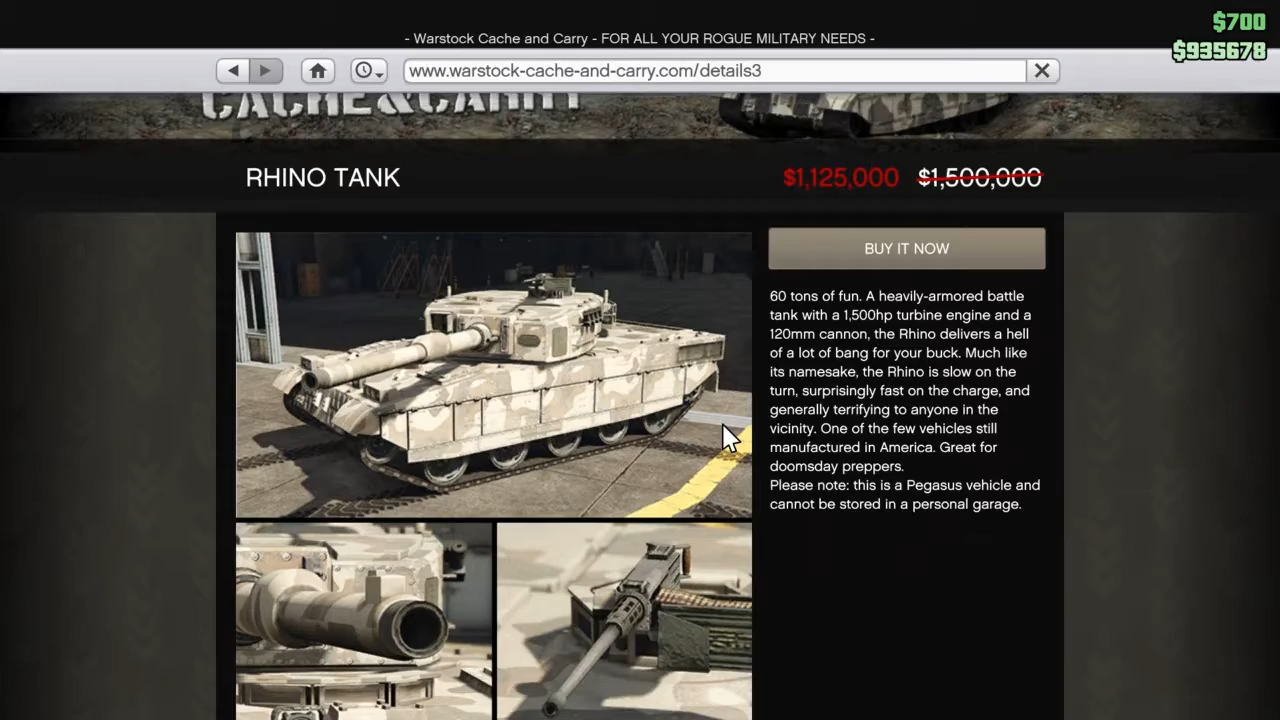 $700
- Warstock Cache and Carry - FOR ALL YOUR ROGUE MILITARY NEEDS -
$935678
www.warstock-cache-and-carry.com/details3
CACHE&CARRY
RHINO TANK
$1,125,000 $1,500,000
BUY IT NOW
60 tons of fun. A heavily-armored battle
tank with a 1,500hp turbine engine and a
120mm cannon, the Rhino delivers a hell
of a lot of bang for your buck. Much like
its namesake, the Rhino is slow on the
turn, surprisingly fast on the charge, and
generally terrifying to anyone in the
vicinity. One of the few vehicles still
manufactured in America. Great for
doomsday preppers.
Please note: this is a Pegasus vehicle and
cannot be stored in a personal garage.